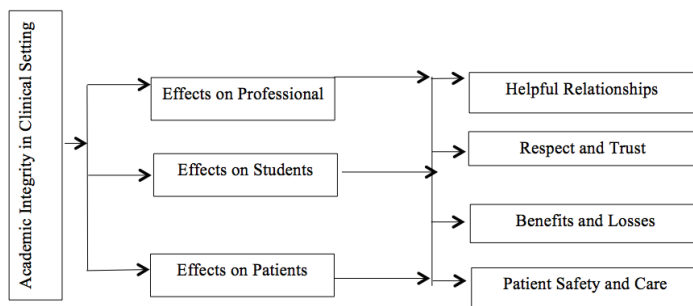 Academic Integrity in Clinical Setting
Effects on Professional
Effects on Students
Effects on Patients
Helpful Relationships
Respect and Trust
Benefits and Losses
Patient Safety and Care